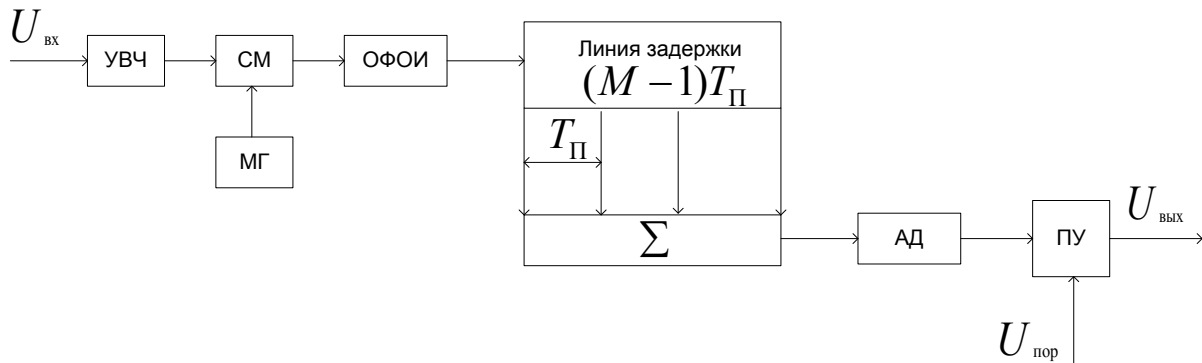 U вх
УВЧ
СМ
ОФОИ
Линия задержки
(M − 1)T П
МГ
T П
Σ
АД
ПУ
U вых
U пор